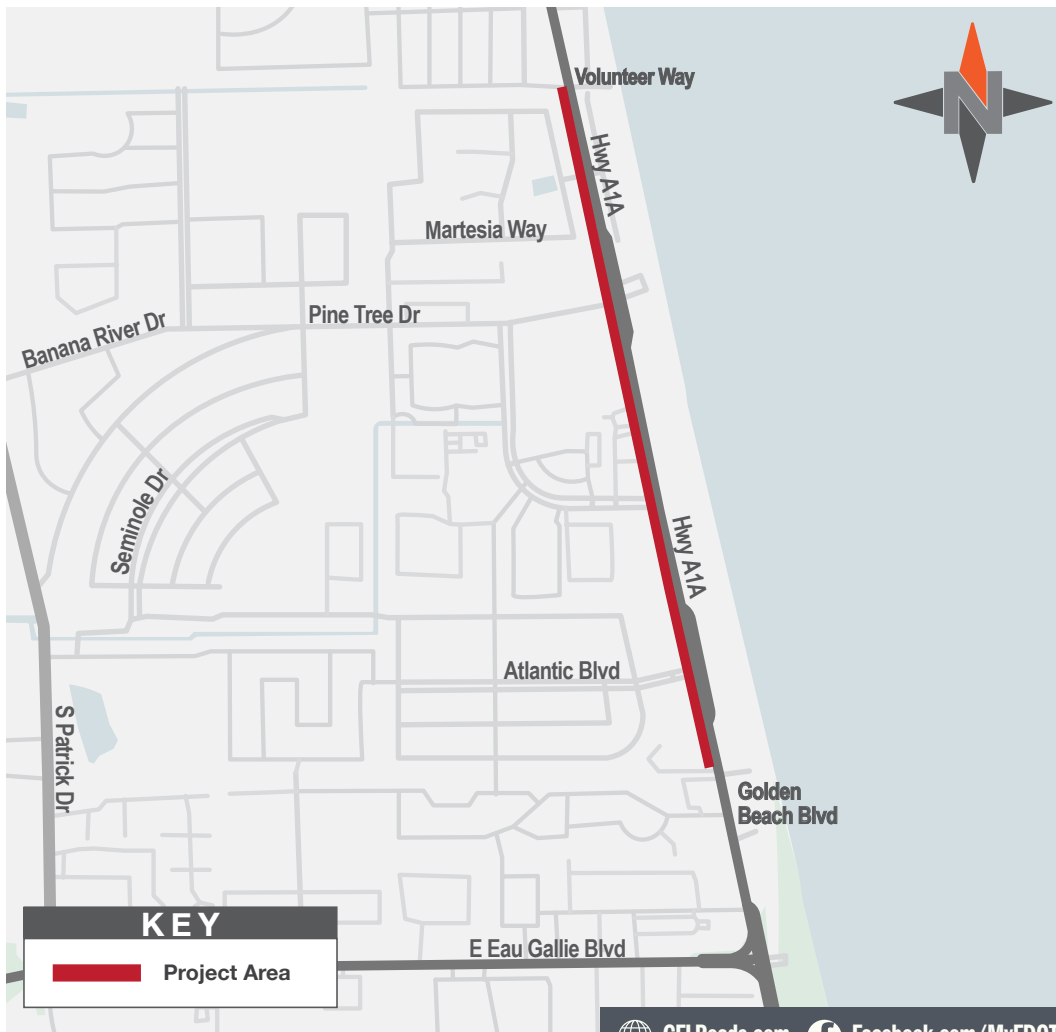 Volunteer Way
N
Hwy A1A
Martesia Way
Pine Tree Dr
Banana River Dr
Seminole Dr
Hwy A1A
Atlantic Blvd
S Patrick Dr
Golden
Beach Blvd
KEY
Project Area
E Eau Gallie Blvd